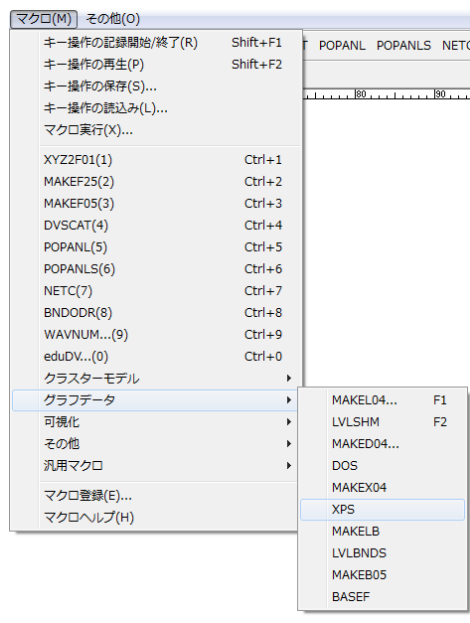 マクロ(M) その他(O)
キー操作の記録開始/終了(R) Shift+F1
POPANL POPANLS
キー操作の再生(P) Shift+F2
キー操作の保存(S)...
キー操作の読込み(L)...
80 90
マクロ実行(X)...
XYZ2F01(1) Ctrl+1
MAKEF25(2) Ctrl+2
MAKEF05(3) Ctrl+3
DVSCAT(4) Ctrl+4
POPANL(5) Ctrl+5
POPANLS(6) Ctrl+6
NETC(7) Ctrl+7
BNDODR(8) Ctrl+8
WAVNUM...(9) Ctrl+9
eduDV...(0) Ctrl+0
クラスターモデル
グラフデータ
可視化
その他
汎用マクロ
マクロ登録(E)...
マクロヘルプ(H)
MAKEL04... F1
LVLSHM F2
MAKED04...
DOS
MAKEX04
XPS
MAKELB
LVLBNDS
MAKEB05
BASEF